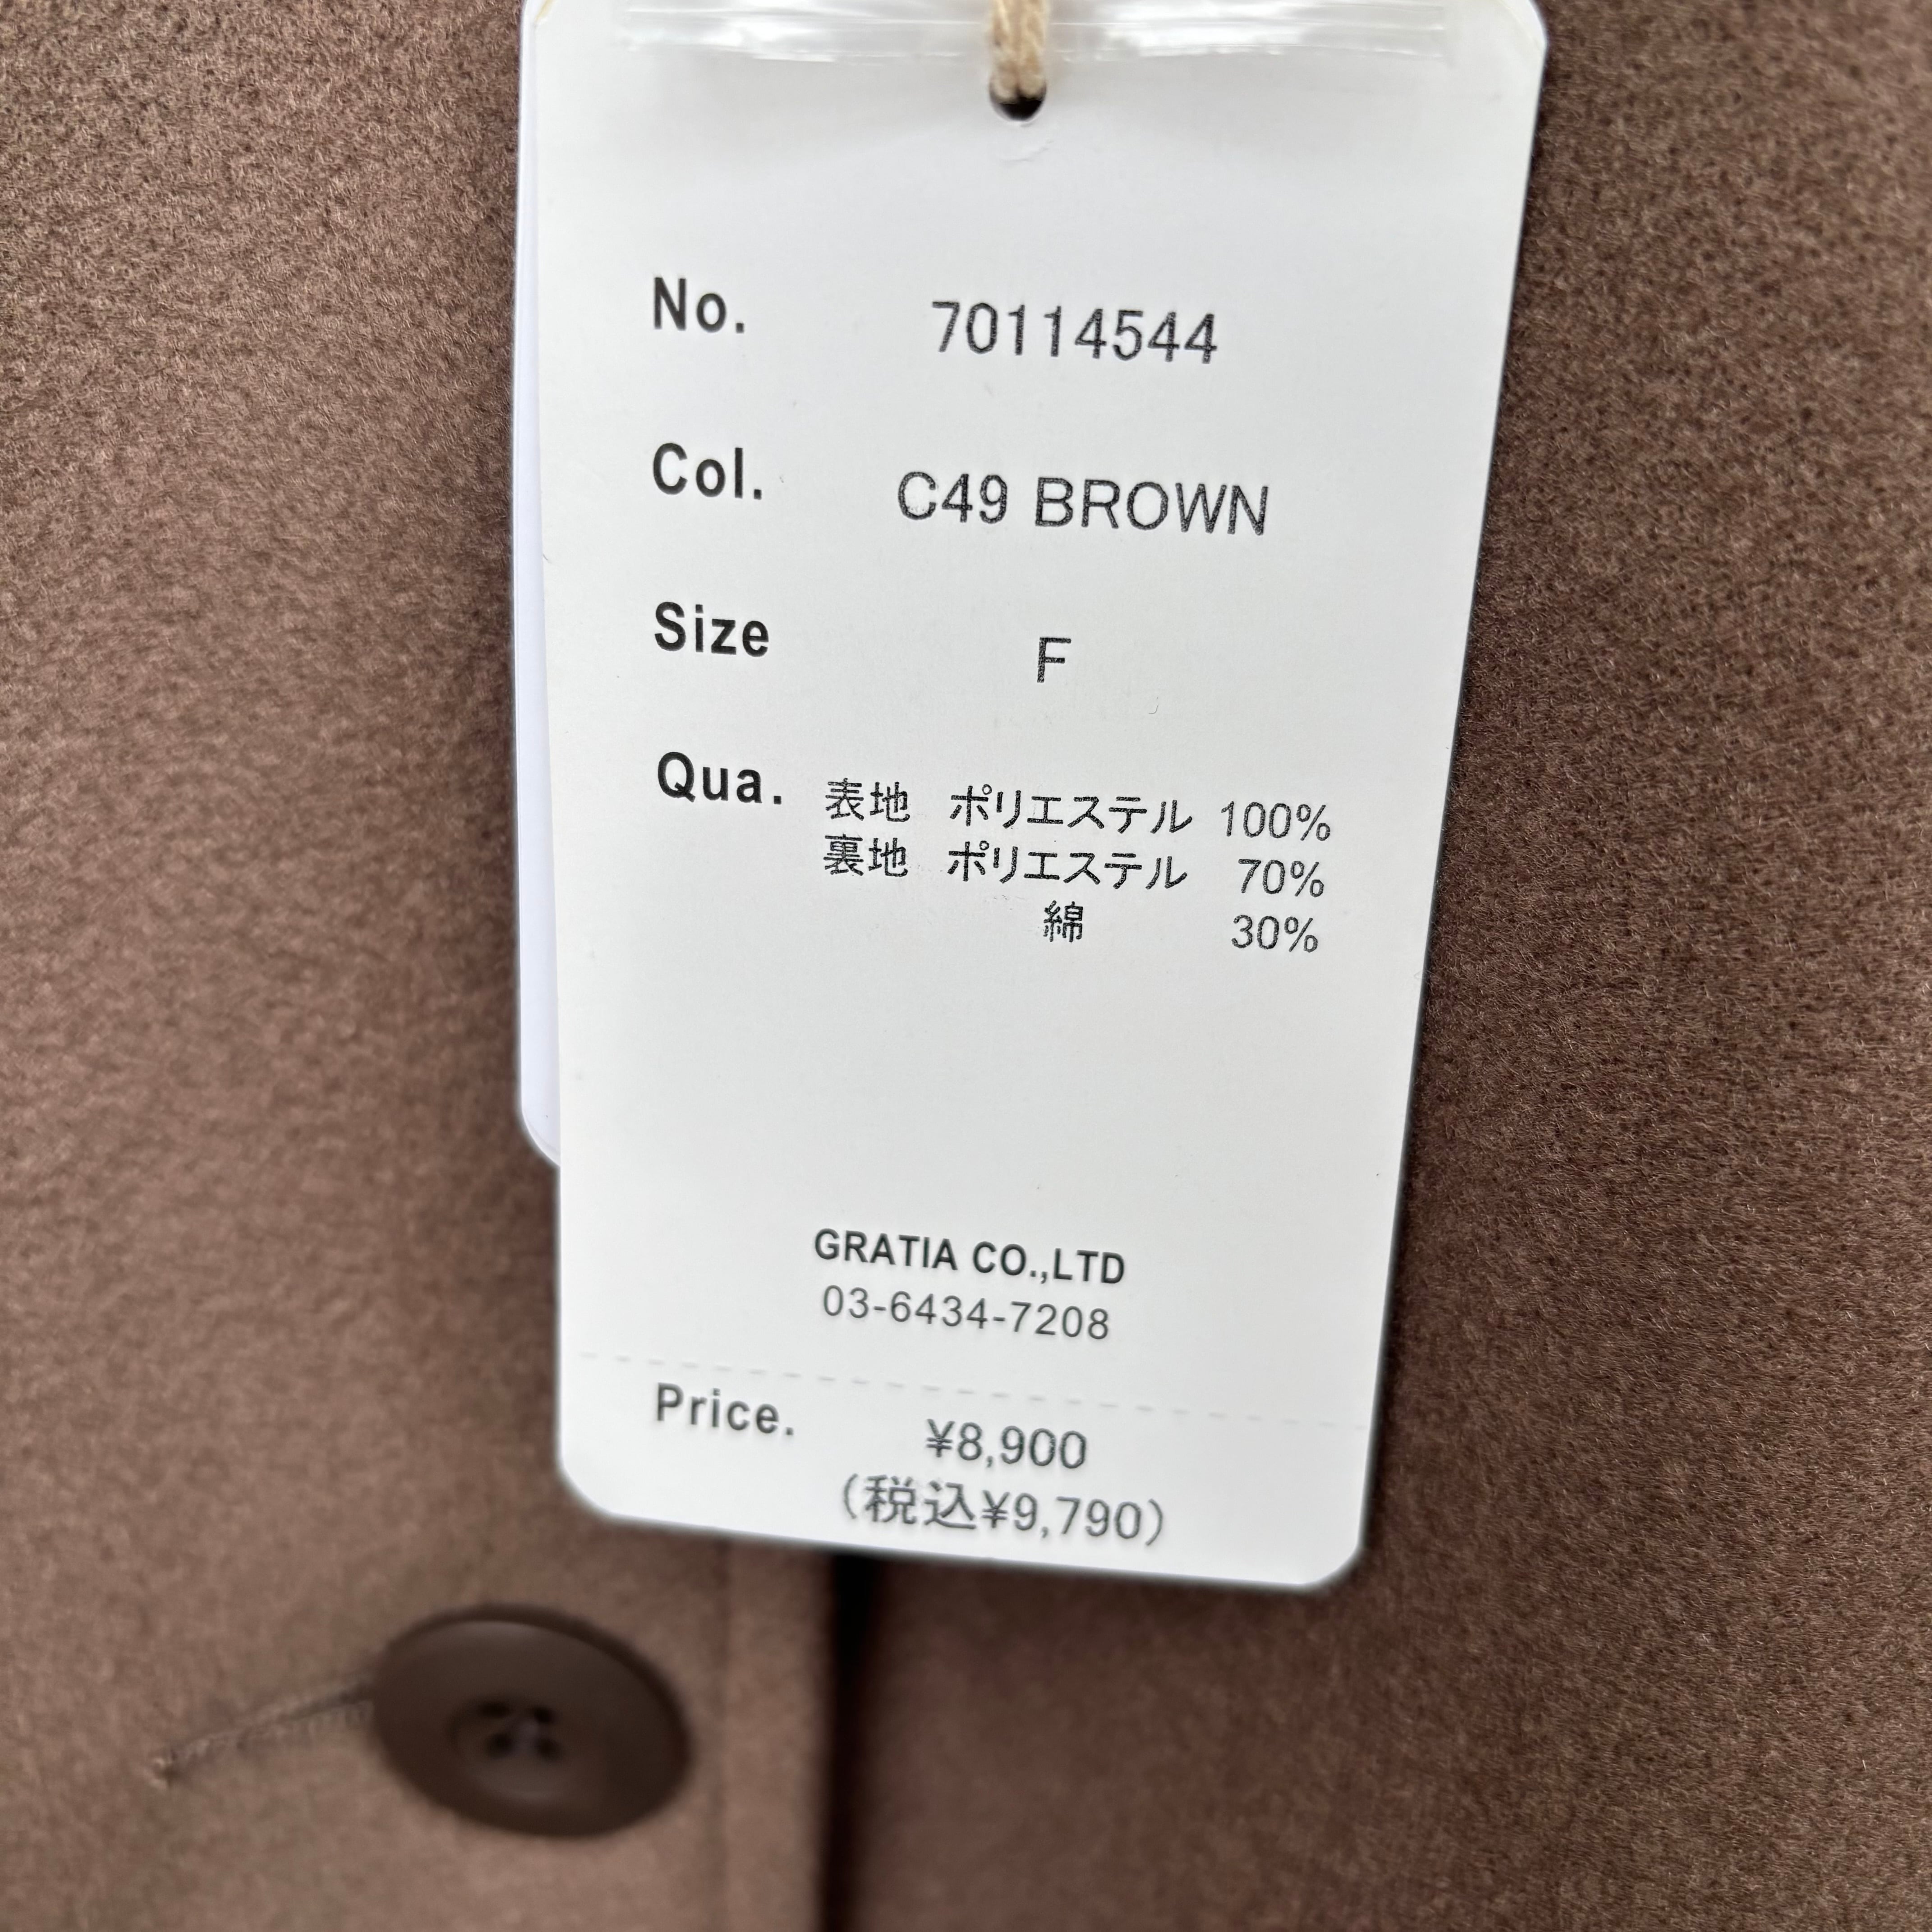 No. 70114544
Col. C49 BROWN
Size F
Qua. 表地 ポリエステル 100%
裏地 ポリエステル 70%
綿 30%
GRATIA CO.,LTD
03-6434-7208
Price. ¥8,900
(税込¥9,790)